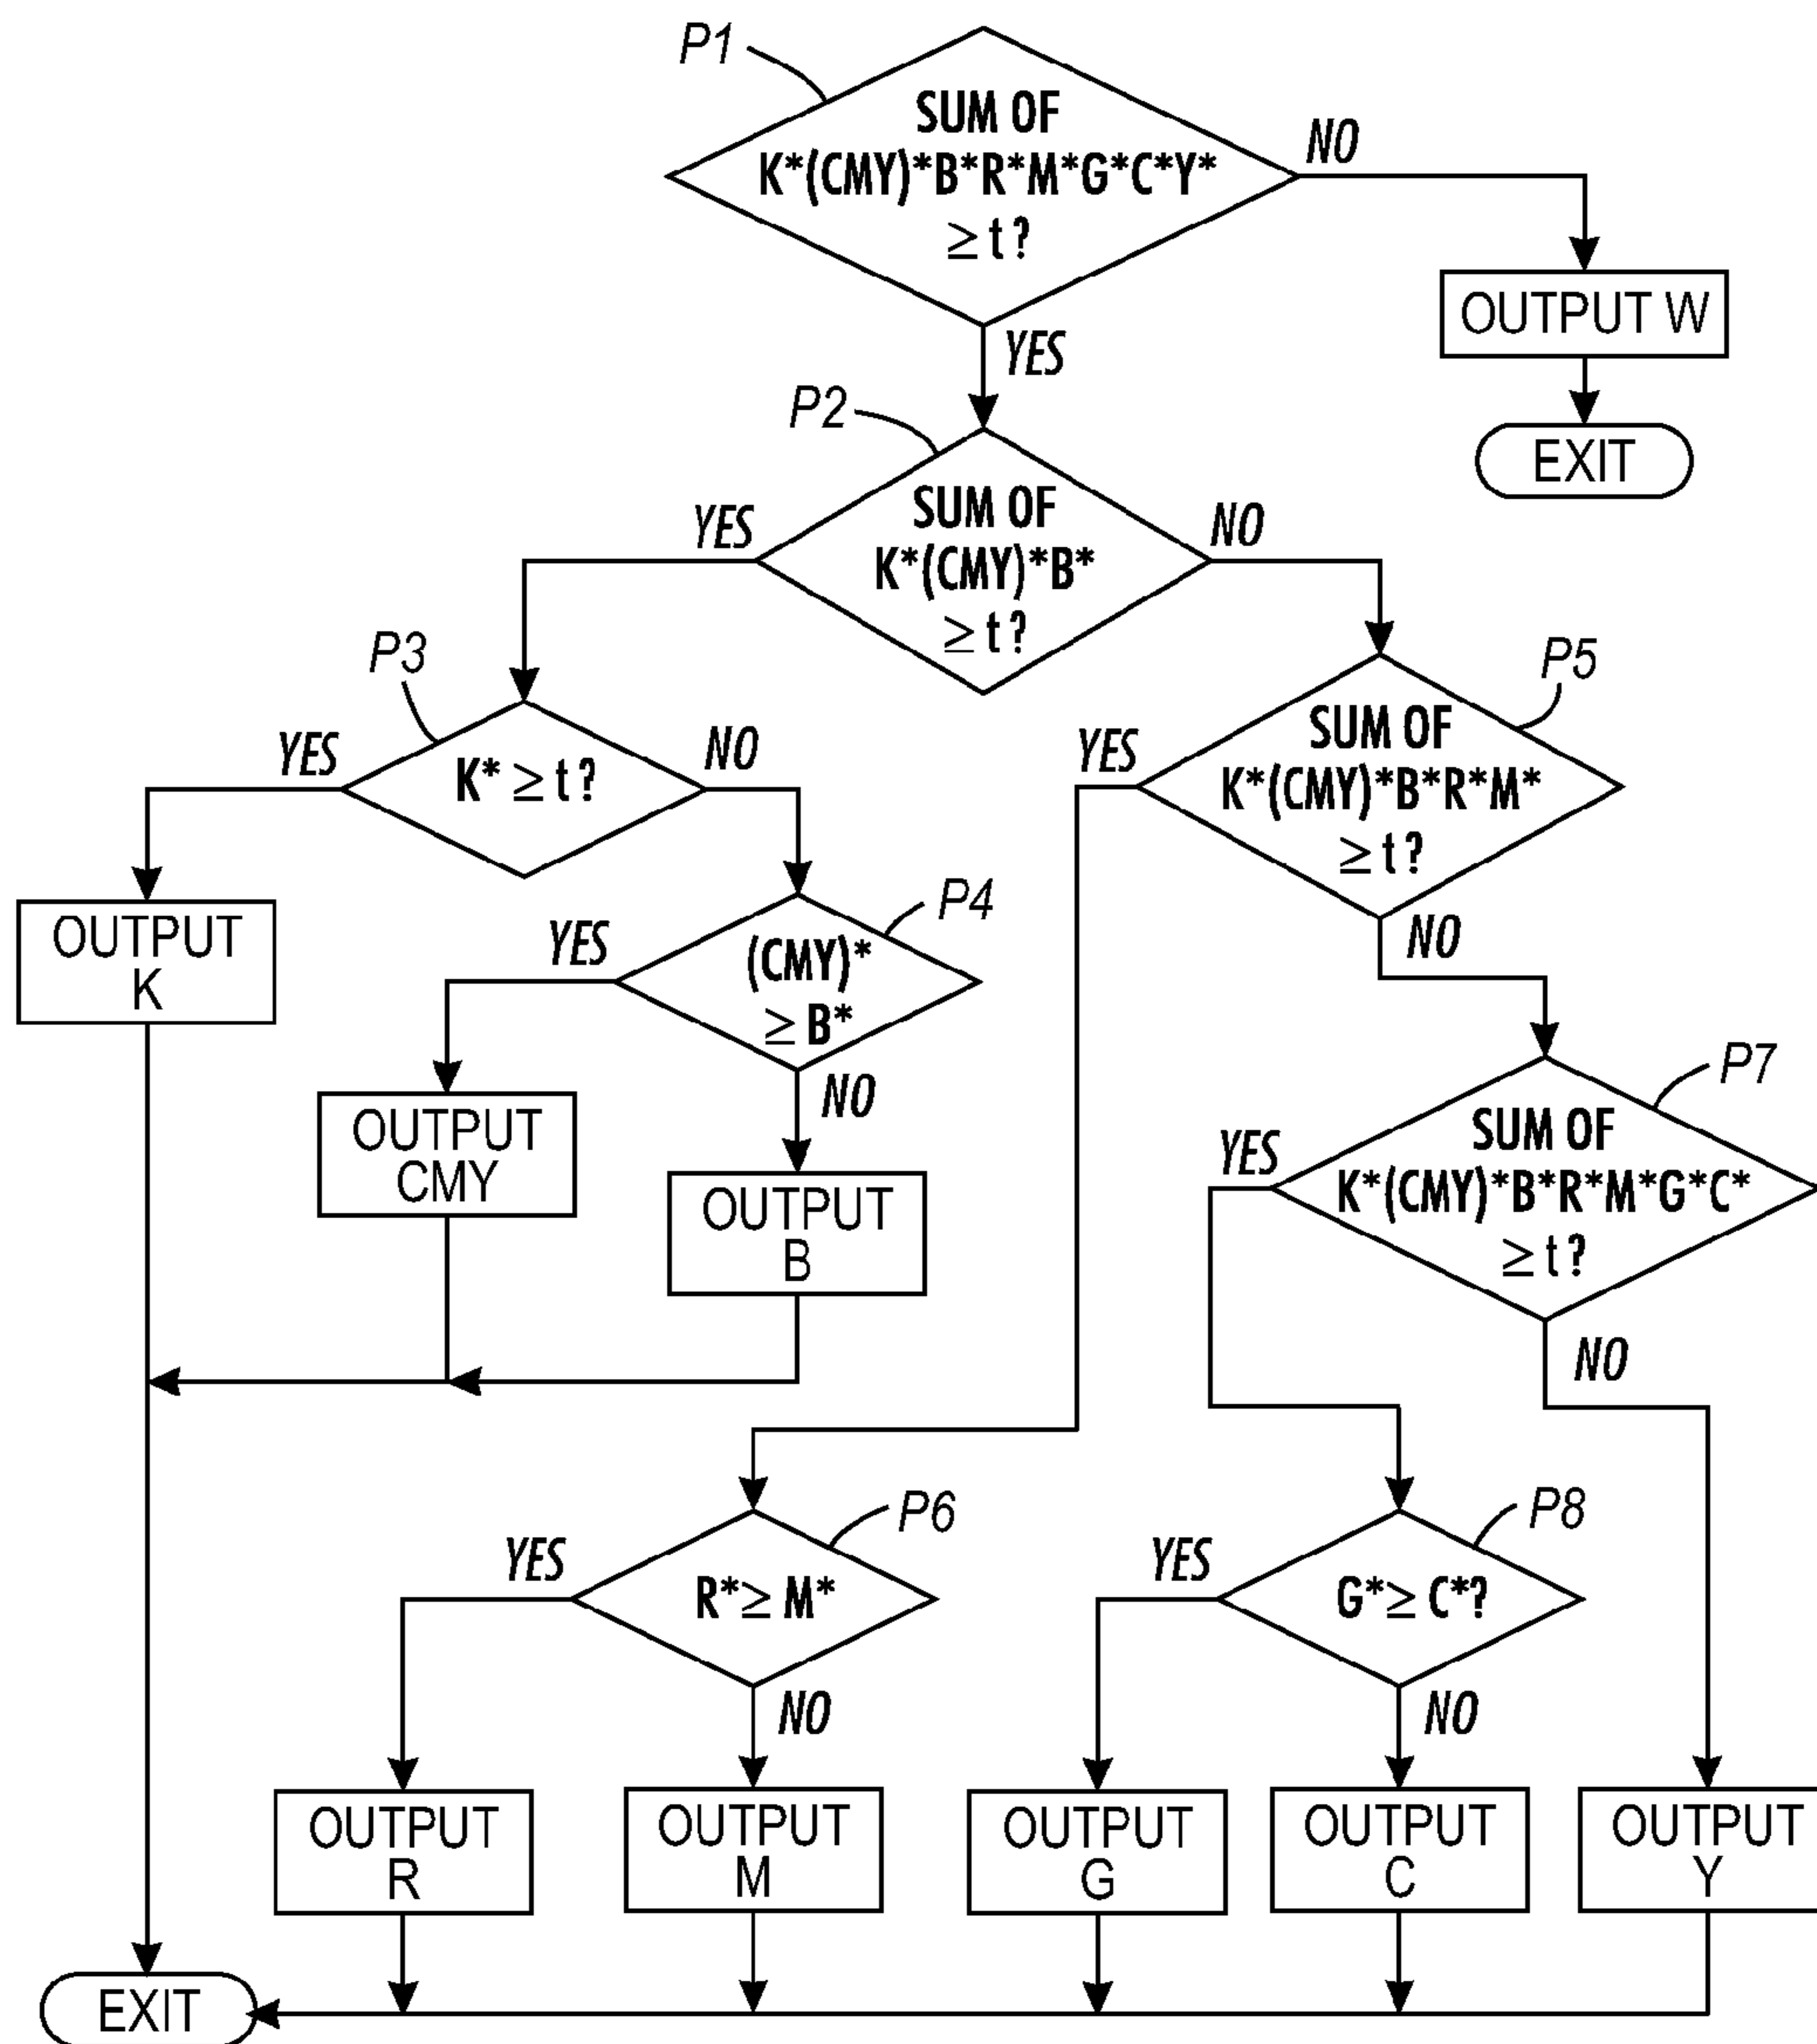 P1
SUM OF
K*(CMY)*B*R*M*G*C*Y*
≥ t ?
NO
OUTPUT W
EXIT
YES
P2
SUM OF
K*(CMY)*B*
≥ t ?
YES
NO
P3
K* ≥ t ?
YES
NO
P5
SUM OF
K*(CMY)*B*R*M*
≥ t ?
YES
NO
OUTPUT
K
P4
(CMY)*
≥ B*
YES
NO
OUTPUT
CMY
OUTPUT
B
P7
SUM OF
K*(CMY)*B*R*M*G*C*
≥ t ?
YES
NO
P6
R* ≥ M*
YES
NO
P8
G* ≥ C*?
YES
NO
OUTPUT
R
OUTPUT
M
OUTPUT
G
OUTPUT
C
OUTPUT
Y
EXIT